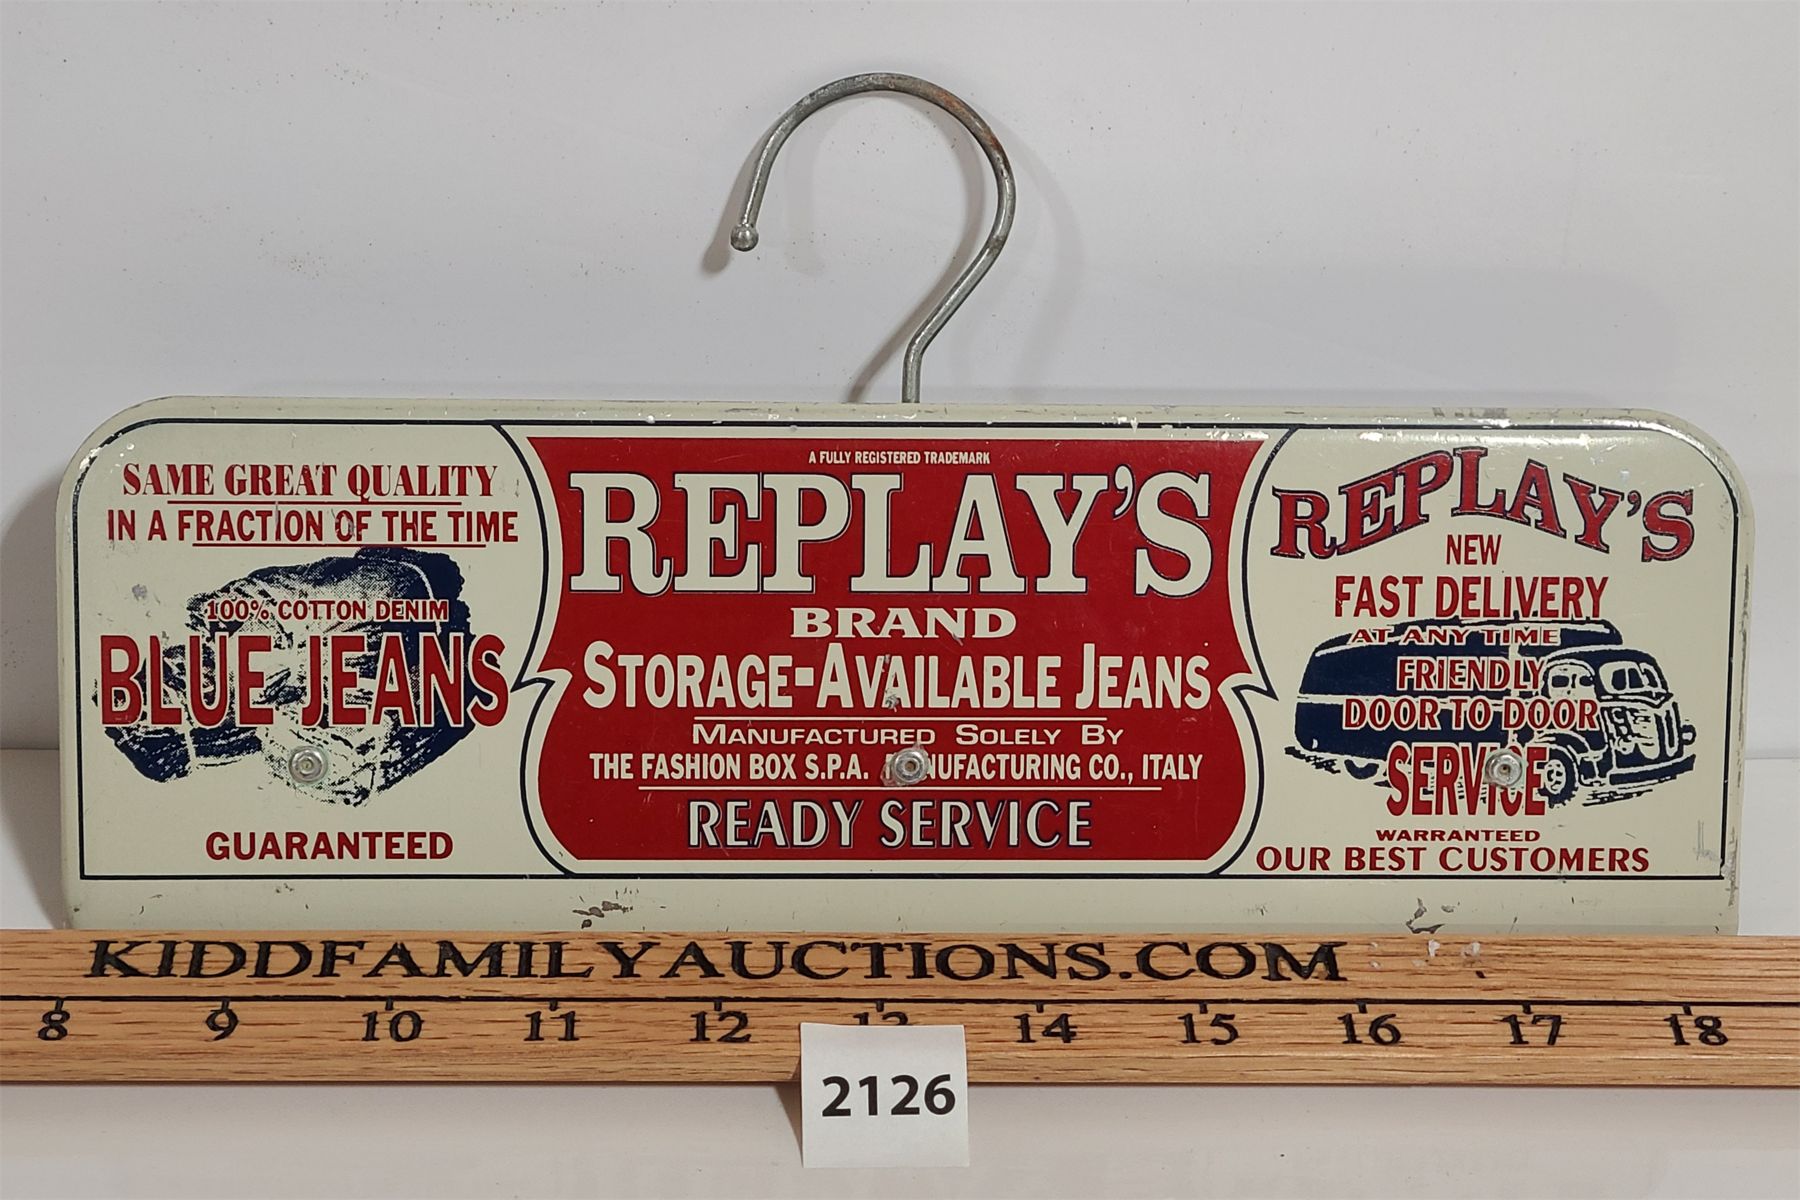 SAME GREAT QUALITY
IN A FRACTION OF THE TIME
100% COTTON DENIM
BLUE JEANS
GUARANTEED
A FULLY REGISTERED TRADEMARK
REPLAY'S
BRAND
STORAGE-AVAILABLE JEANS
MANUFACTURED SOLELY BY
THE FASHION BOX S.P.A. MANUFACTURING CO., ITALY
READY SERVICE
REPLAY'S
NEW
FAST DELIVERY
AT ANY TIME
FRIENDLY
DOOR TO DOOR
SERVICE
WARRANTEED
OUR BEST CUSTOMERS
KIDDFAMILYAUCTIONS.COM
8 9 10 11 12 13 14 15 16 17 18
2126